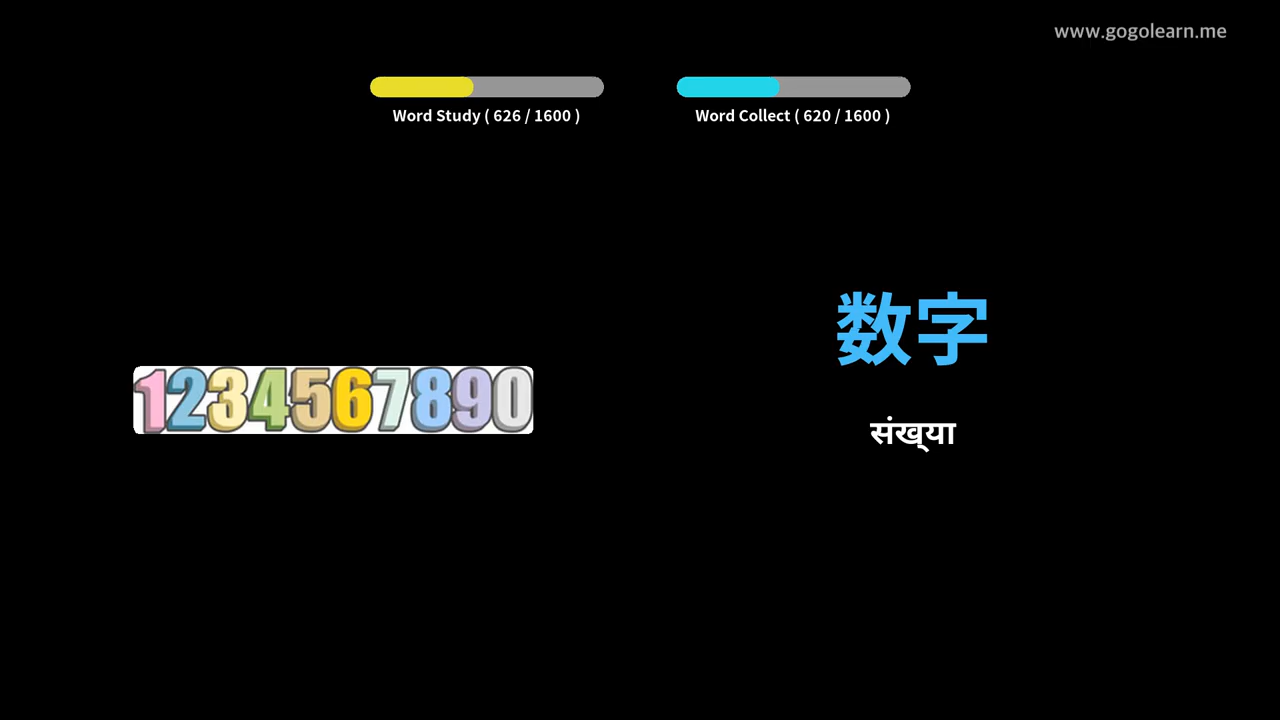 www.gogolearn.me
Word Study ( 626 / 1600 )
Word Collect ( 620 / 1600 )
数字
1234567890
संख्या